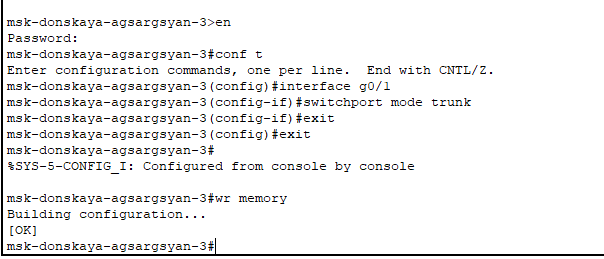 msk-donskaya-agsargsyan-3>en
Password:
msk-donskaya-agsargsyan-3#conf t
Enter configuration commands, one per line.  End with CNTL/Z.
msk-donskaya-agsargsyan-3(config)#interface g0/1
msk-donskaya-agsargsyan-3(config-if)#switchport mode trunk
msk-donskaya-agsargsyan-3(config-if)#exit
msk-donskaya-agsargsyan-3(config)#exit
msk-donskaya-agsargsyan-3#
%SYS-5-CONFIG_I: Configured from console by console
msk-donskaya-agsargsyan-3#wr memory
Building configuration...
[OK]
msk-donskaya-agsargsyan-3#